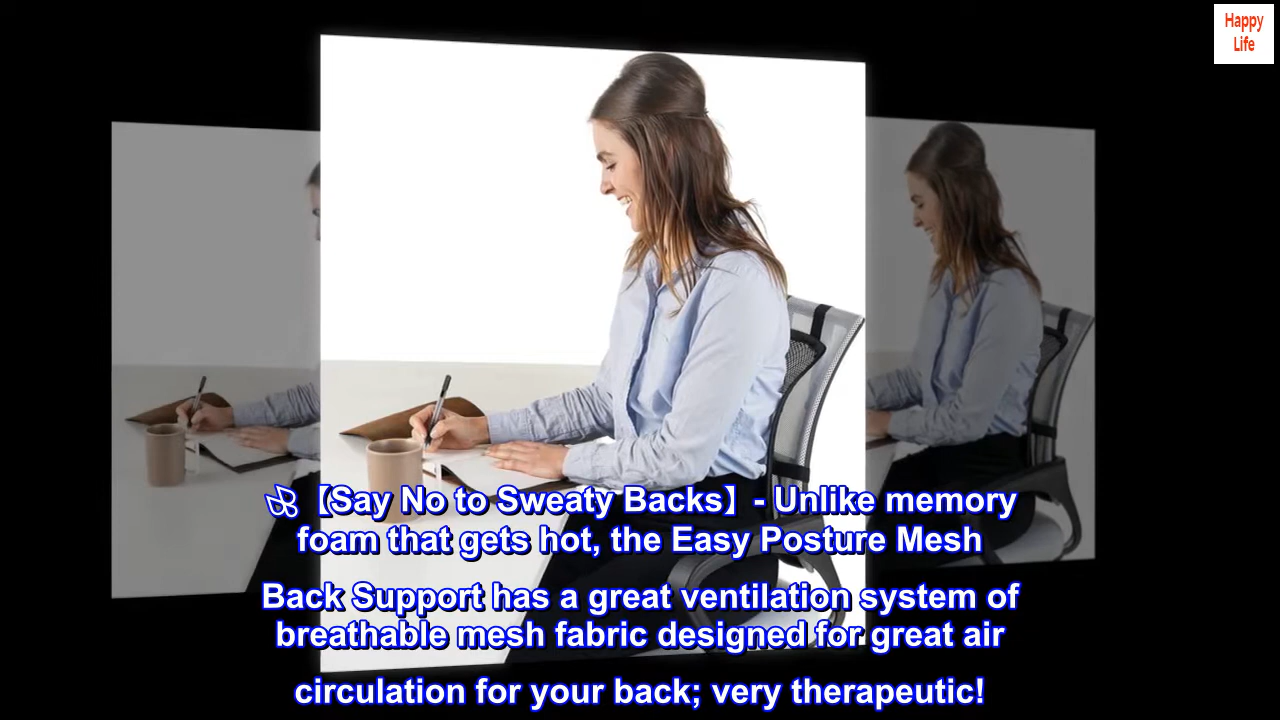 Happy
Life
【Say No to Sweaty Backs】- Unlike memory
foam that gets hot, the Easy Posture Mesh
Back Support has a great ventilation system of
breathable mesh fabric designed for great air
circulation for your back; very therapeutic!